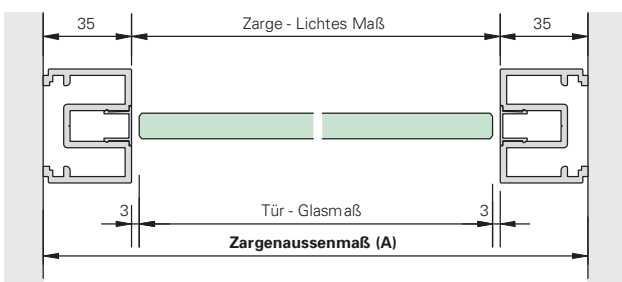 35 Zarge - Lichtes Maß 35
3 Tür - Glasmaß 3
Zargenaussenmaß (A)